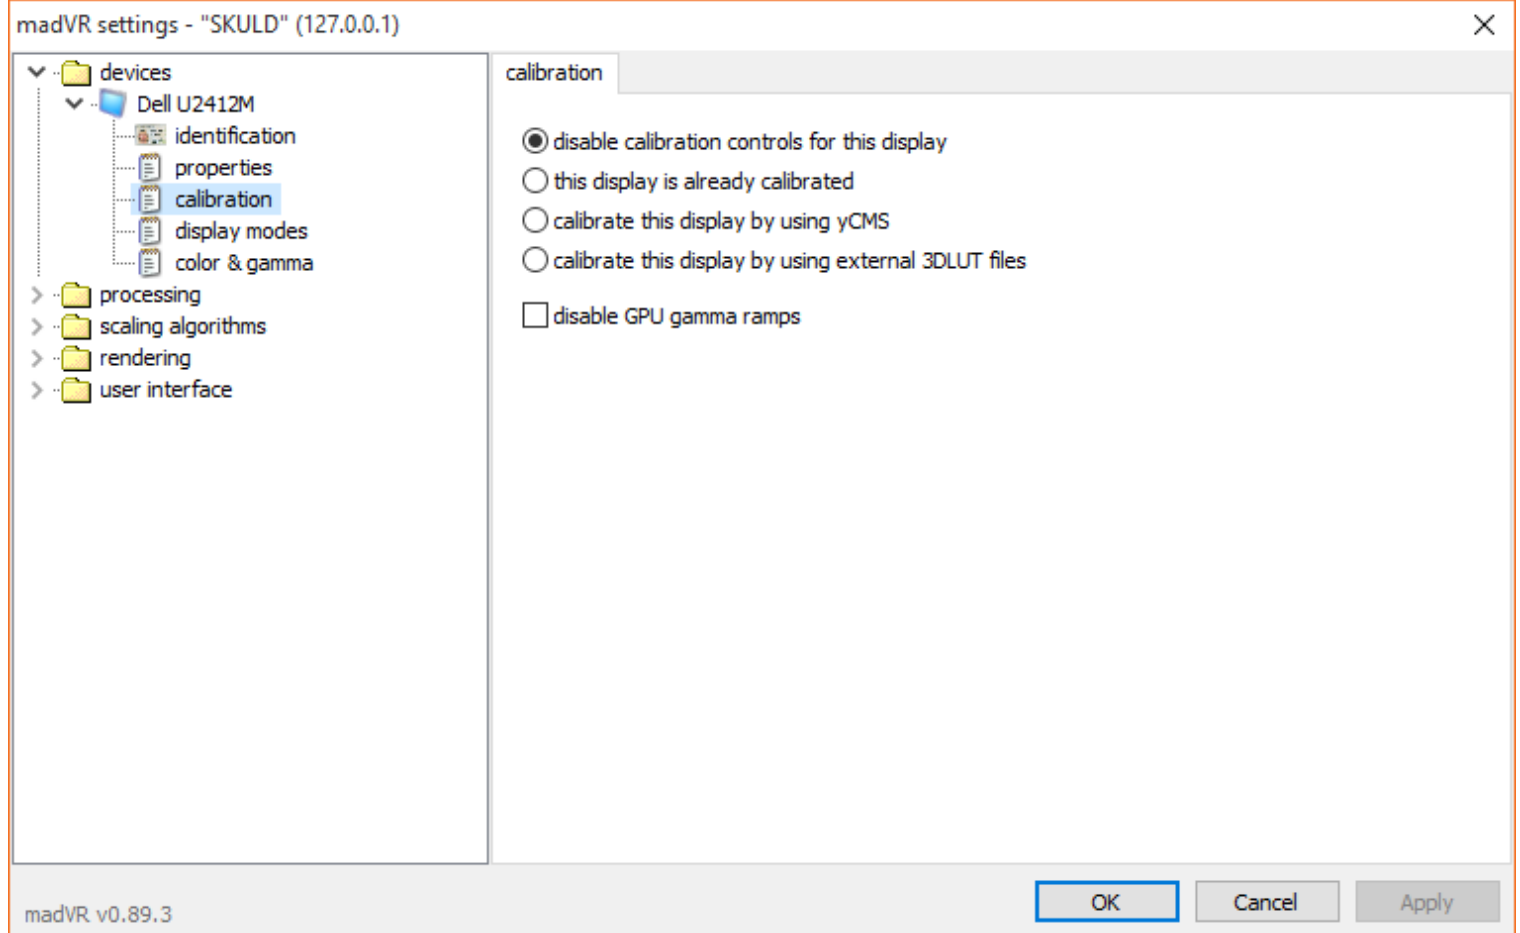 madVR settings - "SKULD" (127.0.0.1)
devices
Dell U2412M
identification
properties
calibration
display modes
color & gamma
processing
scaling algorithms
rendering
user interface
calibration
disable calibration controls for this display
this display is already calibrated
calibrate this display by using yCMS
calibrate this display by using external 3DLUT files
disable GPU gamma ramps
madVR v0.89.3
OK
Cancel
Apply